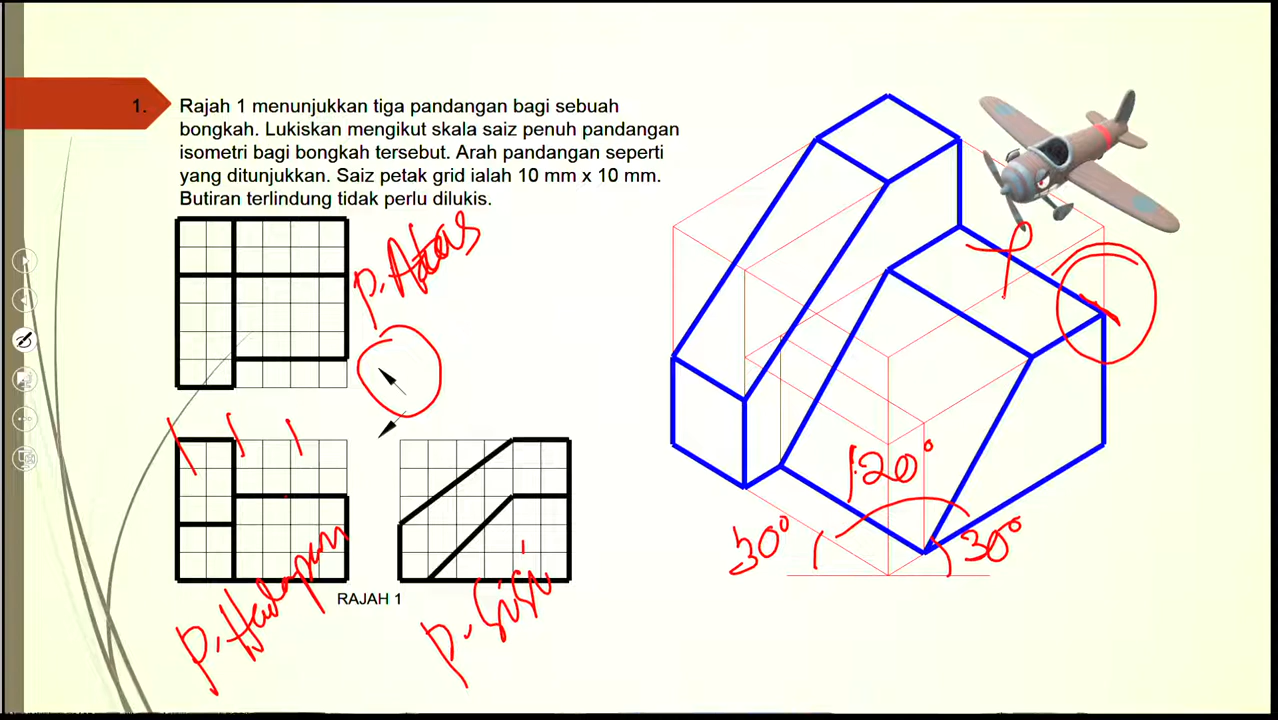 1. Rajah 1 menunjukkan tiga pandangan bagi sebuah
bongkah. Lukiskan mengikut skala saiz penuh pandangan
isometri bagi bongkah tersebut. Arah pandangan seperti
yang ditunjukkan. Saiz petak grid ialah 10 mm x 10 mm.
Butiran terlindung tidak perlu dilukis.
P. Atas
120°
30°
30°
RAJAH 1
P. Hadapan
P. Sisi